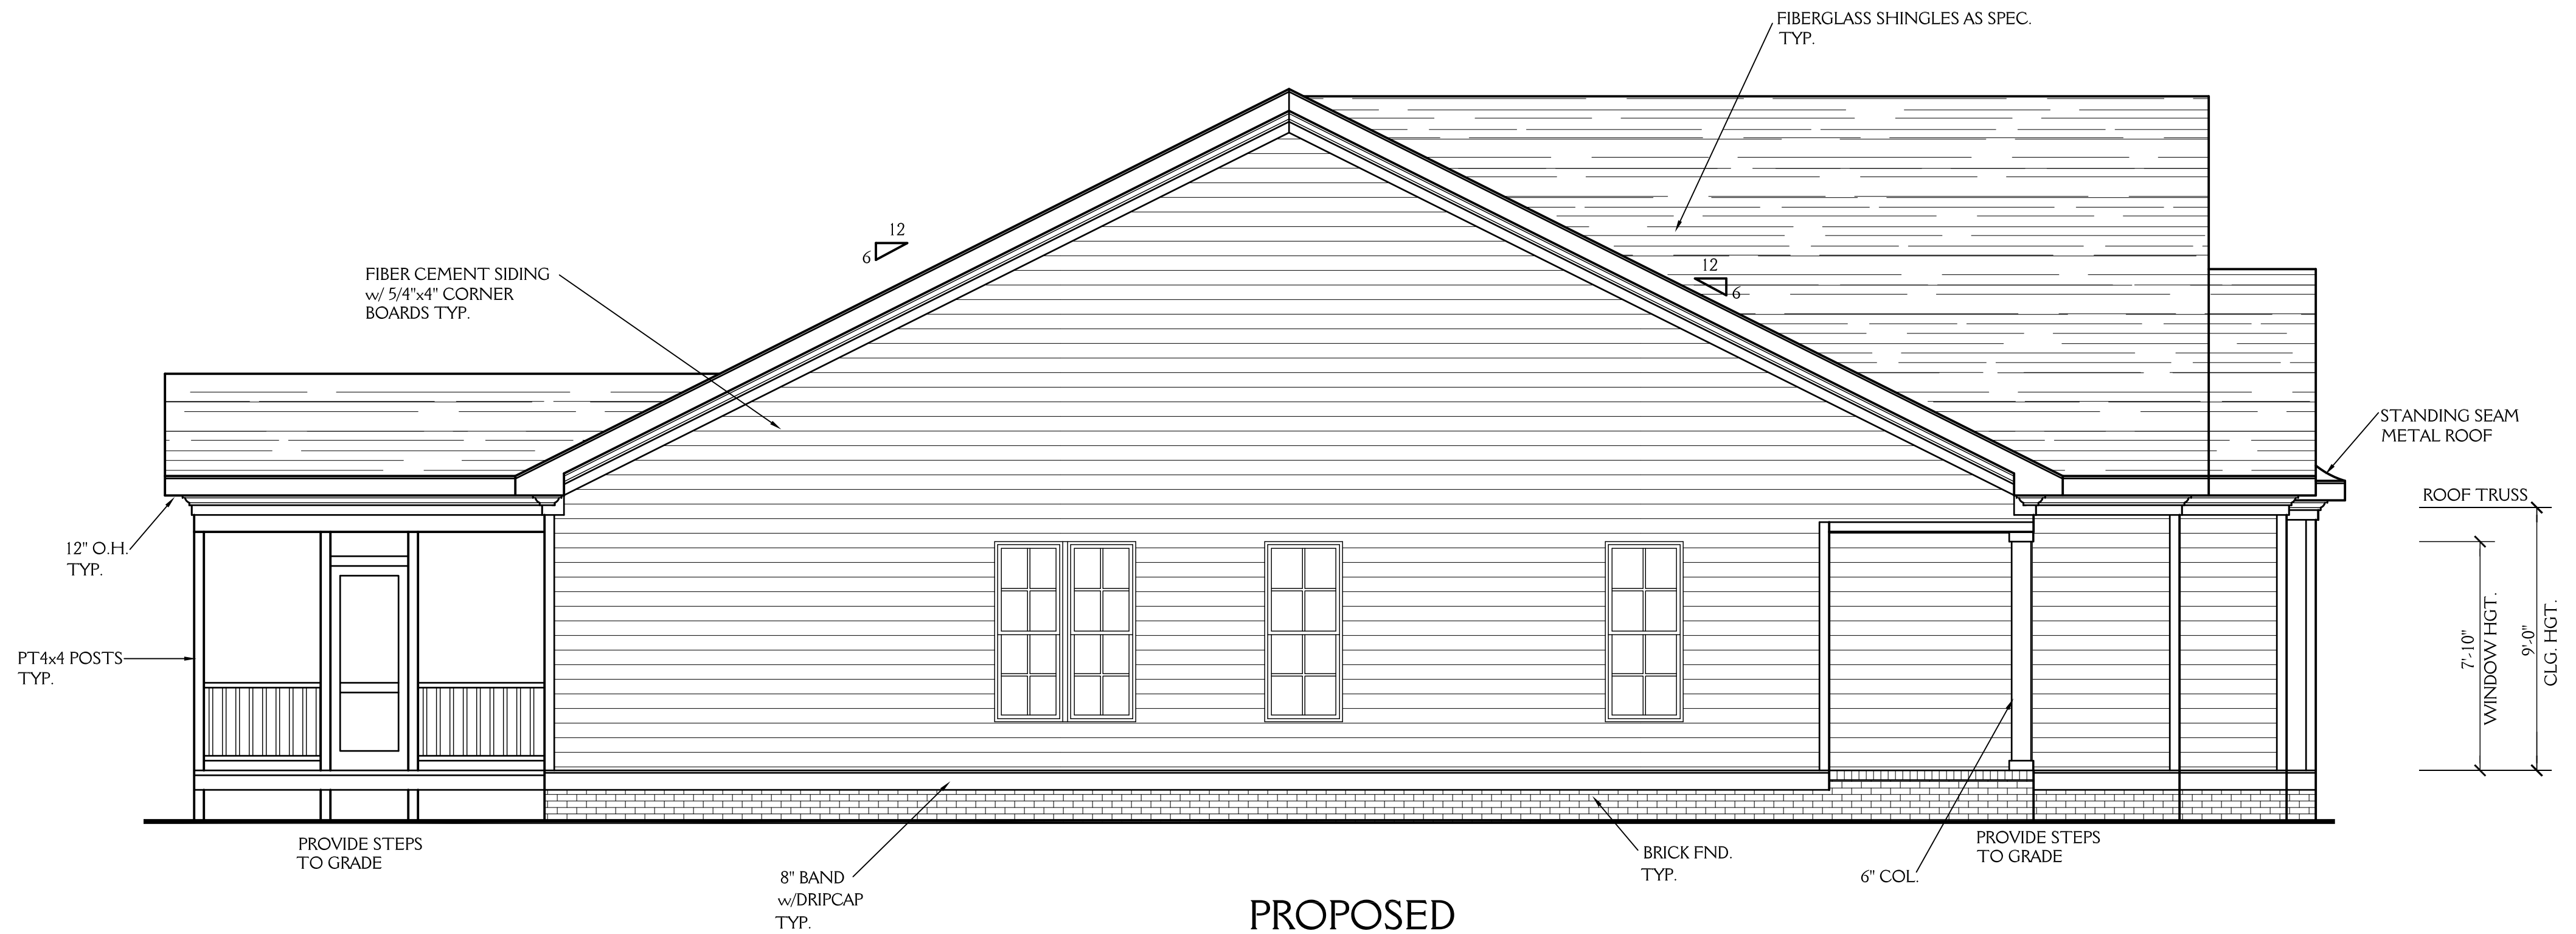 FIBERGLASS SHINGLES AS SPEC.
TYP.
12
6
12
6
FIBER CEMENT SIDING
w/ 5/4"x4" CORNER
BOARDS TYP.
STANDING SEAM
METAL ROOF
ROOF TRUSS
12" O.H.
TYP.
PT4x4 POSTS
TYP.
7'-10"
WINDOW HGT.
9'-0"
CLG. HGT.
PROVIDE STEPS
TO GRADE
8" BAND
w/DRIPCAP
TYP.
BRICK FND.
TYP.
6" COL.
PROVIDE STEPS
TO GRADE
PROPOSED